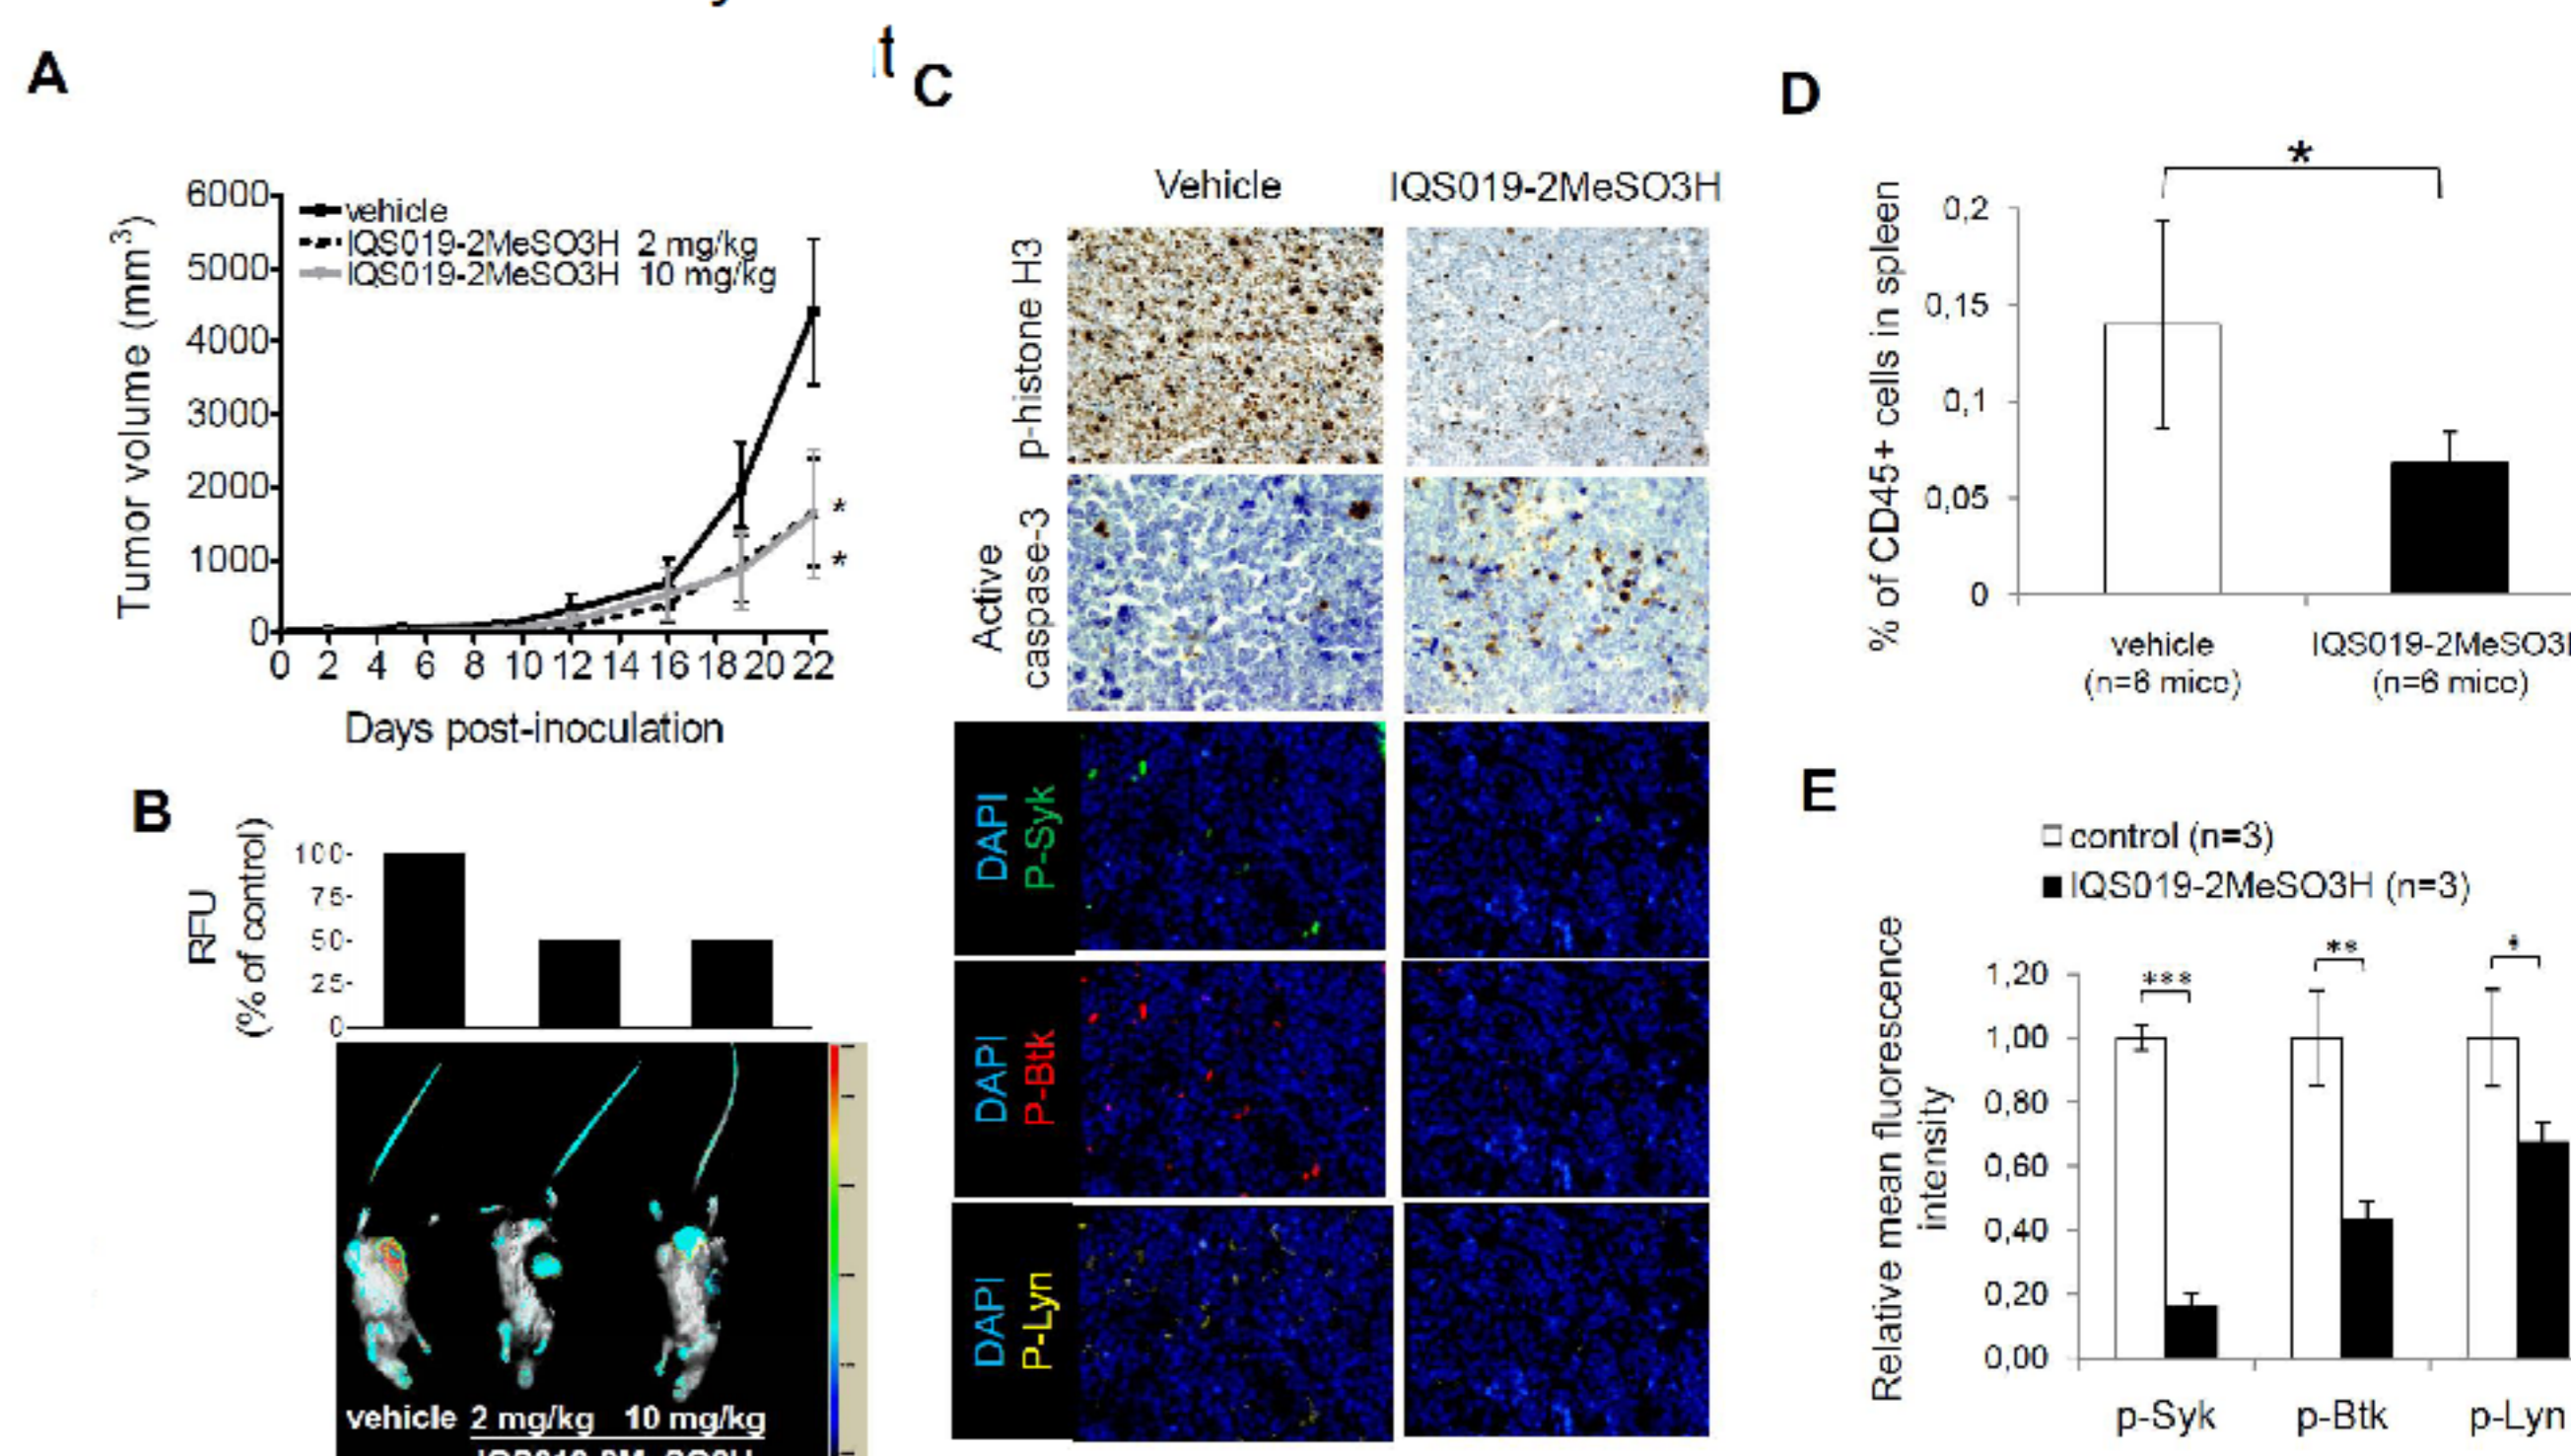 A
6000
5000
4000
3000
2000
1000
0
Tumor volume (mm3)
vehicle
IQS019-2MeSO3H 2 mg/kg
IQS019-2MeSO3H 10 mg/kg
*
*
0 2 4 6 8 10 12 14 16 18 20 22
Days post-inoculation
B
RFU
(% of control)
100-
75-
50-
25-
0-
vehicle 2 mg/kg 10 mg/kg
C
Vehicle IQS019-2MeSO3H
p-histone H3
Active
caspase-3
DAPI
P-Syk
DAPI
P-Btk
DAPI
P-Lyn
D
*
% of CD45+ cells in spleen
0,2
0,15
0,1
0,05
0
vehicle
(n=6 mice)
IQS019-2MeSO3H
(n=6 mice)
E
control (n=3)
IQS019-2MeSO3H (n=3)
Relative mean fluorescence
intensity
1,20
1,00
0,80
0,60
0,40
0,20
0,00
*** ** *
p-Syk p-Btk p-Lyn